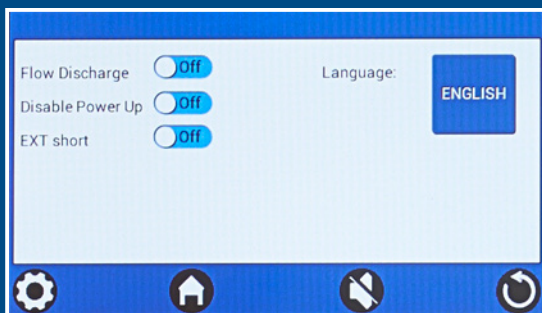 Flow Discharge Off
Language:
ENGLISH
Disable Power Up Off
EXT short Off